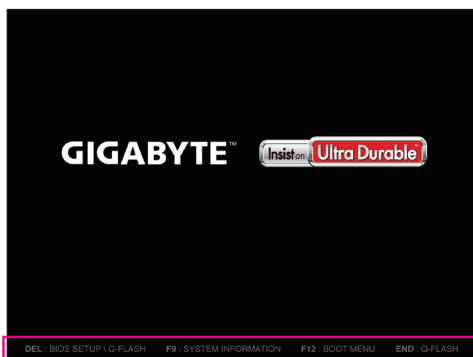 GIGABYTE™
Insist on Ultra Durable™
DEL : BIOS SETUP \ Q-FLASH F9 : SYSTEM INFORMATION F12 : BOOT MENU END : Q-FLASH